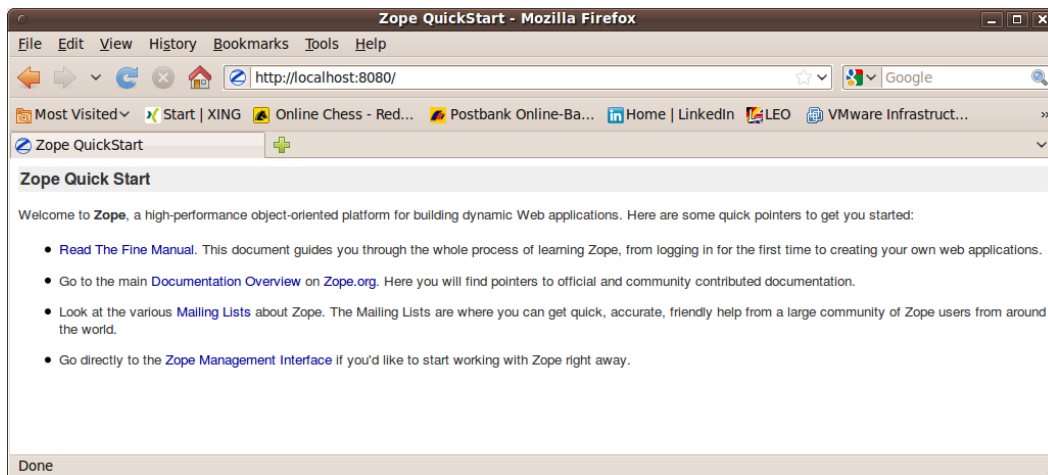 Zope QuickStart - Mozilla Firefox
File Edit View History Bookmarks Tools Help
http://localhost:8080/ Google
Most Visited Start | XING Online Chess - Red... Postbank Online-Ba... Home | LinkedIn LEO VMware Infrastruct... »
Zope QuickStart
Zope Quick Start
Welcome to Zope, a high-performance object-oriented platform for building dynamic Web applications. Here are some quick pointers to get you started:
• Read The Fine Manual. This document guides you through the whole process of learning Zope, from logging in for the first time to creating your own web applications.
• Go to the main Documentation Overview on Zope.org. Here you will find pointers to official and community contributed documentation.
• Look at the various Mailing Lists about Zope. The Mailing Lists are where you can get quick, accurate, friendly help from a large community of Zope users from around
the world.
• Go directly to the Zope Management Interface if you'd like to start working with Zope right away.
Done